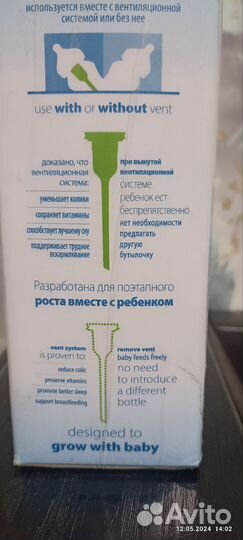 используется вместе с вентиляционной
системой или без нее
use with or without vent
доказано, что
вентиляционная
система:
уменьшает колики
сохраняет витамины
способствует лучшему сну
поддерживает грудное
вскармливание
при вынутой
вентиляционной
системе
ребенок ест
беспрепятственно
нет необходимости
предлагать
другую
бутылочку
Разработана для поэтапного
роста вместе с ребенком
vent system
is proven to:
reduce colic
preserve vitamins
promote better sleep
support breastfeeding
remove vent
baby feeds freely
no need
to introduce
a different
bottle
designed to
grow with baby
Avito
12.05.2024 14:02